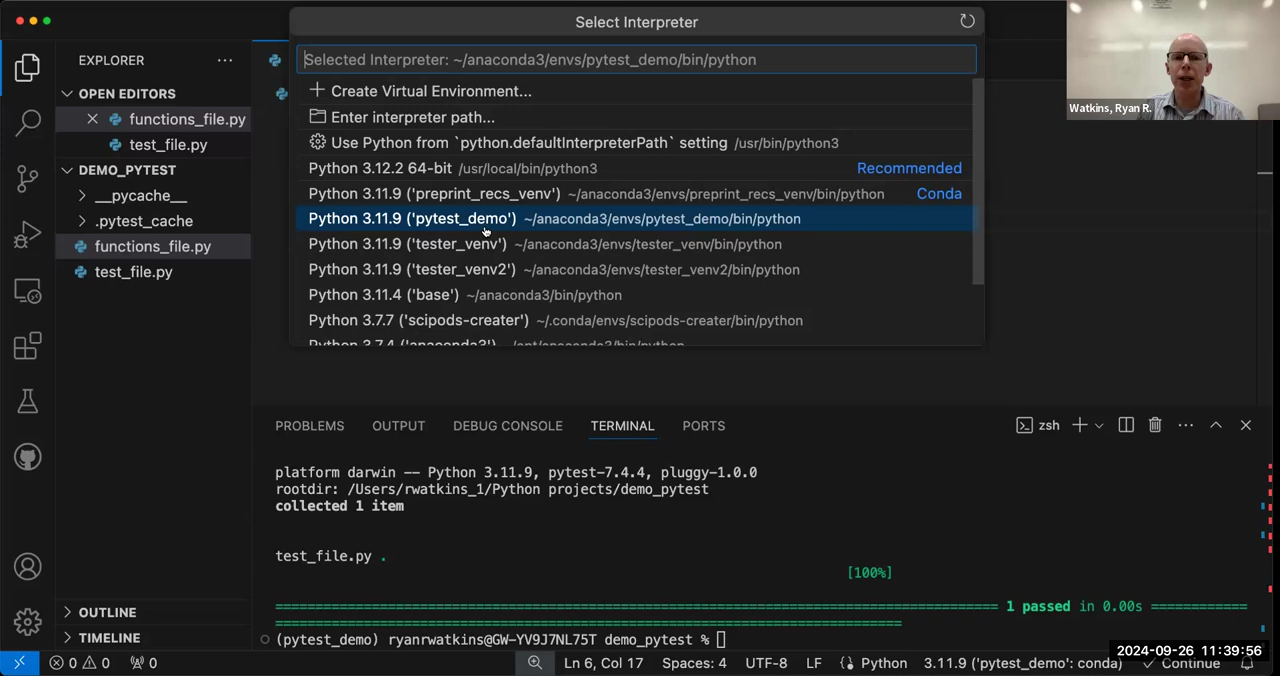 Select Interpreter
Selected Interpreter: ~/anaconda3/envs/pytest_demo/bin/python
Create Virtual Environment...
Enter interpreter path...
Use Python from `python.defaultInterpreterPath` setting /usr/bin/python3
Python 3.12.2 64-bit /usr/local/bin/python3 Recommended
Python 3.11.9 ('preprint_recs_venv') ~/anaconda3/envs/preprint_recs_venv/bin/python Conda
Python 3.11.9 ('pytest_demo') ~/anaconda3/envs/pytest_demo/bin/python
Python 3.11.9 ('tester_venv') ~/anaconda3/envs/tester_venv/bin/python
Python 3.11.9 ('tester_venv2') ~/anaconda3/envs/tester_venv2/bin/python
Python 3.11.4 ('base') ~/anaconda3/bin/python
Python 3.7.7 ('scipods-creater') ~/.conda/envs/scipods-creater/bin/python
Python 3.7.4 ('anaconda3') ~/opt/anaconda3/bin/python
Watkins, Ryan R.
EXPLORER ...
OPEN EDITORS
functions_file.py
test_file.py
DEMO_PYTEST
__pycache__
.pytest_cache
functions_file.py
test_file.py
OUTLINE
TIMELINE
PROBLEMS OUTPUT DEBUG CONSOLE TERMINAL PORTS
zsh
platform darwin -- Python 3.11.9, pytest-7.4.4, pluggy-1.0.0
rootdir: /Users/rwatkins_1/Python projects/demo_pytest
collected 1 item
test_file.py .
[100%]
1 passed in 0.00s
(pytest_demo) ryanrwatkins@GW-YV9J7NL75T demo_pytest %
0 0 0 Ln 6, Col 17 Spaces: 4 UTF-8 LF Python 3.11.9 ('pytest_demo': conda) Continue
2024-09-26 11:39:56